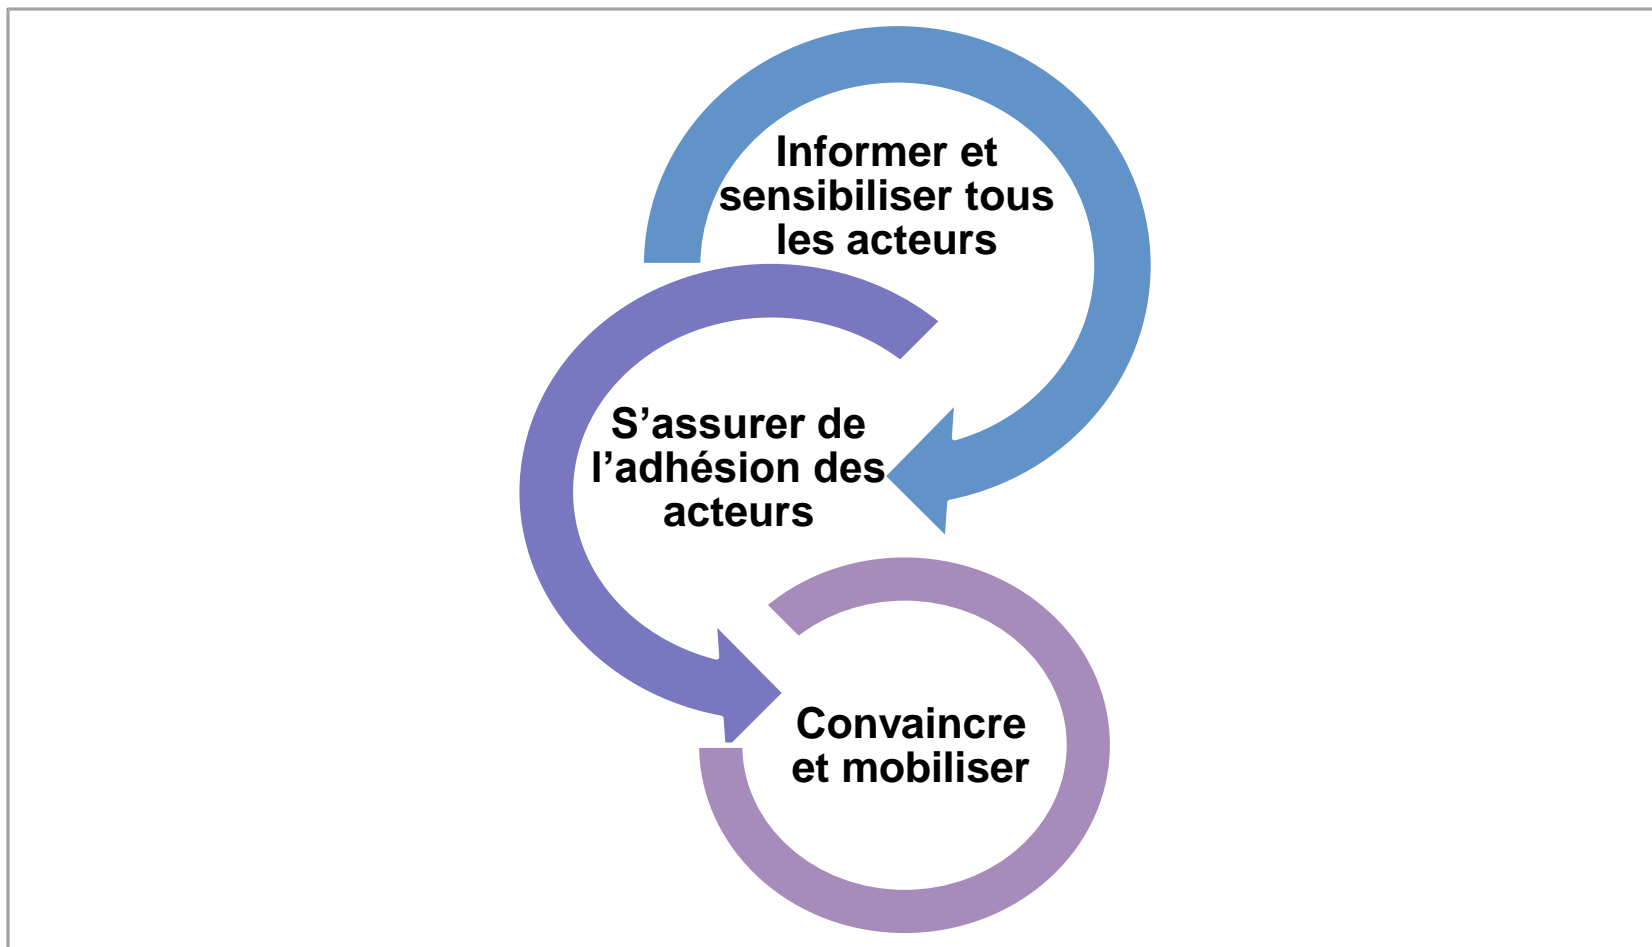 Informer et
sensibiliser tous
les acteurs
S’assurer de
l’adhésion des
acteurs
Convaincre
et mobiliser